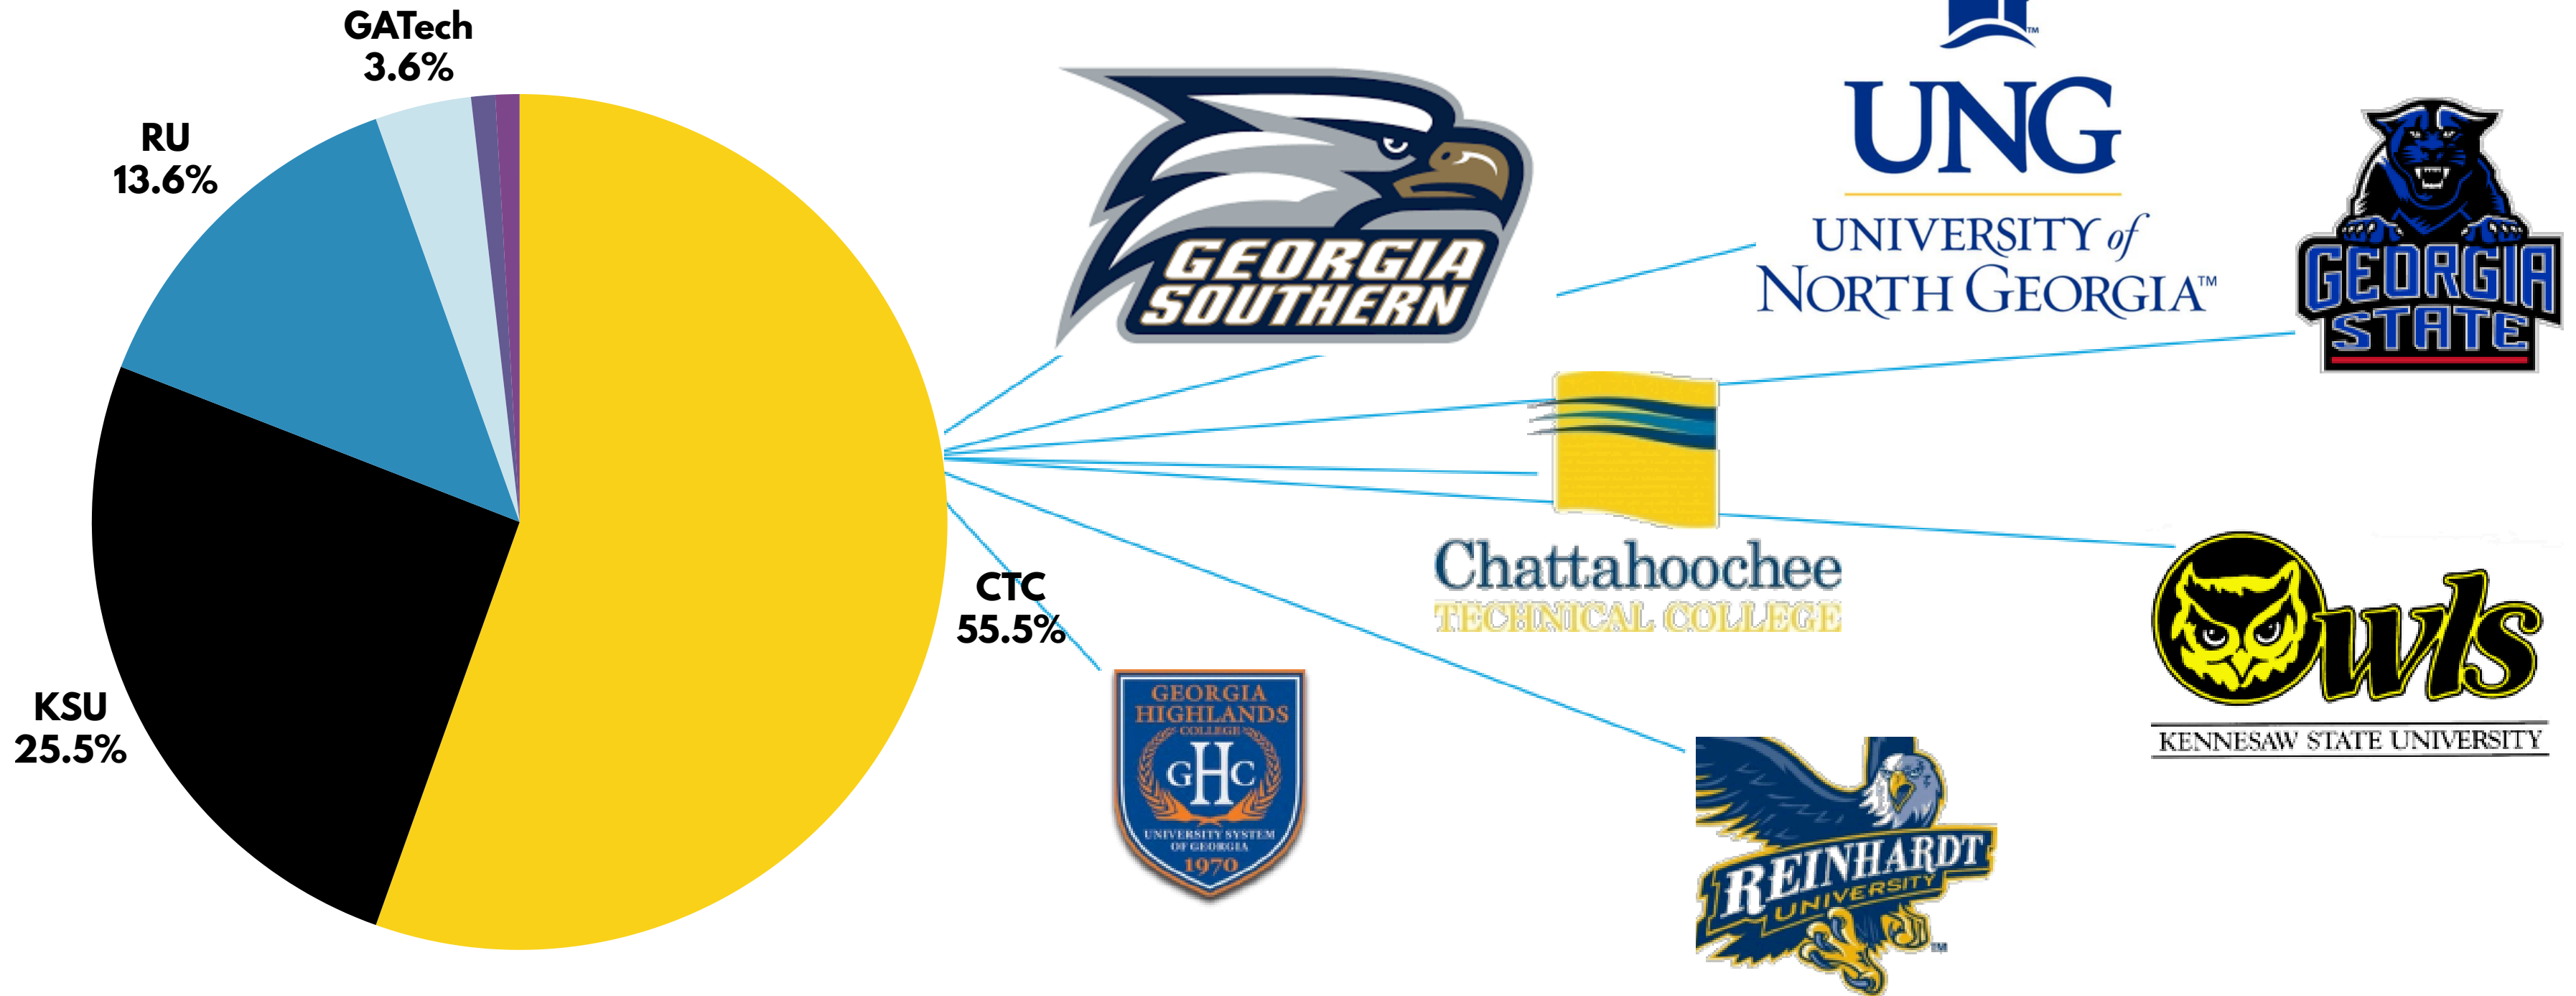 GATech
3.6%
RU
13.6%
KSU
25.5%
CTC
55.5%
GEORGIA
SOUTHERN
™
UNG
UNIVERSITY of
NORTH GEORGIA™
GEORGIA
STATE
Chattahoochee
TECHNICAL COLLEGE
Owls
KENNESAW STATE UNIVERSITY
GEORGIA
HIGHLANDS
COLLEGE
GHC
UNIVERSITY SYSTEM
OF GEORGIA
1970
REINHARDT
UNIVERSITY
TM